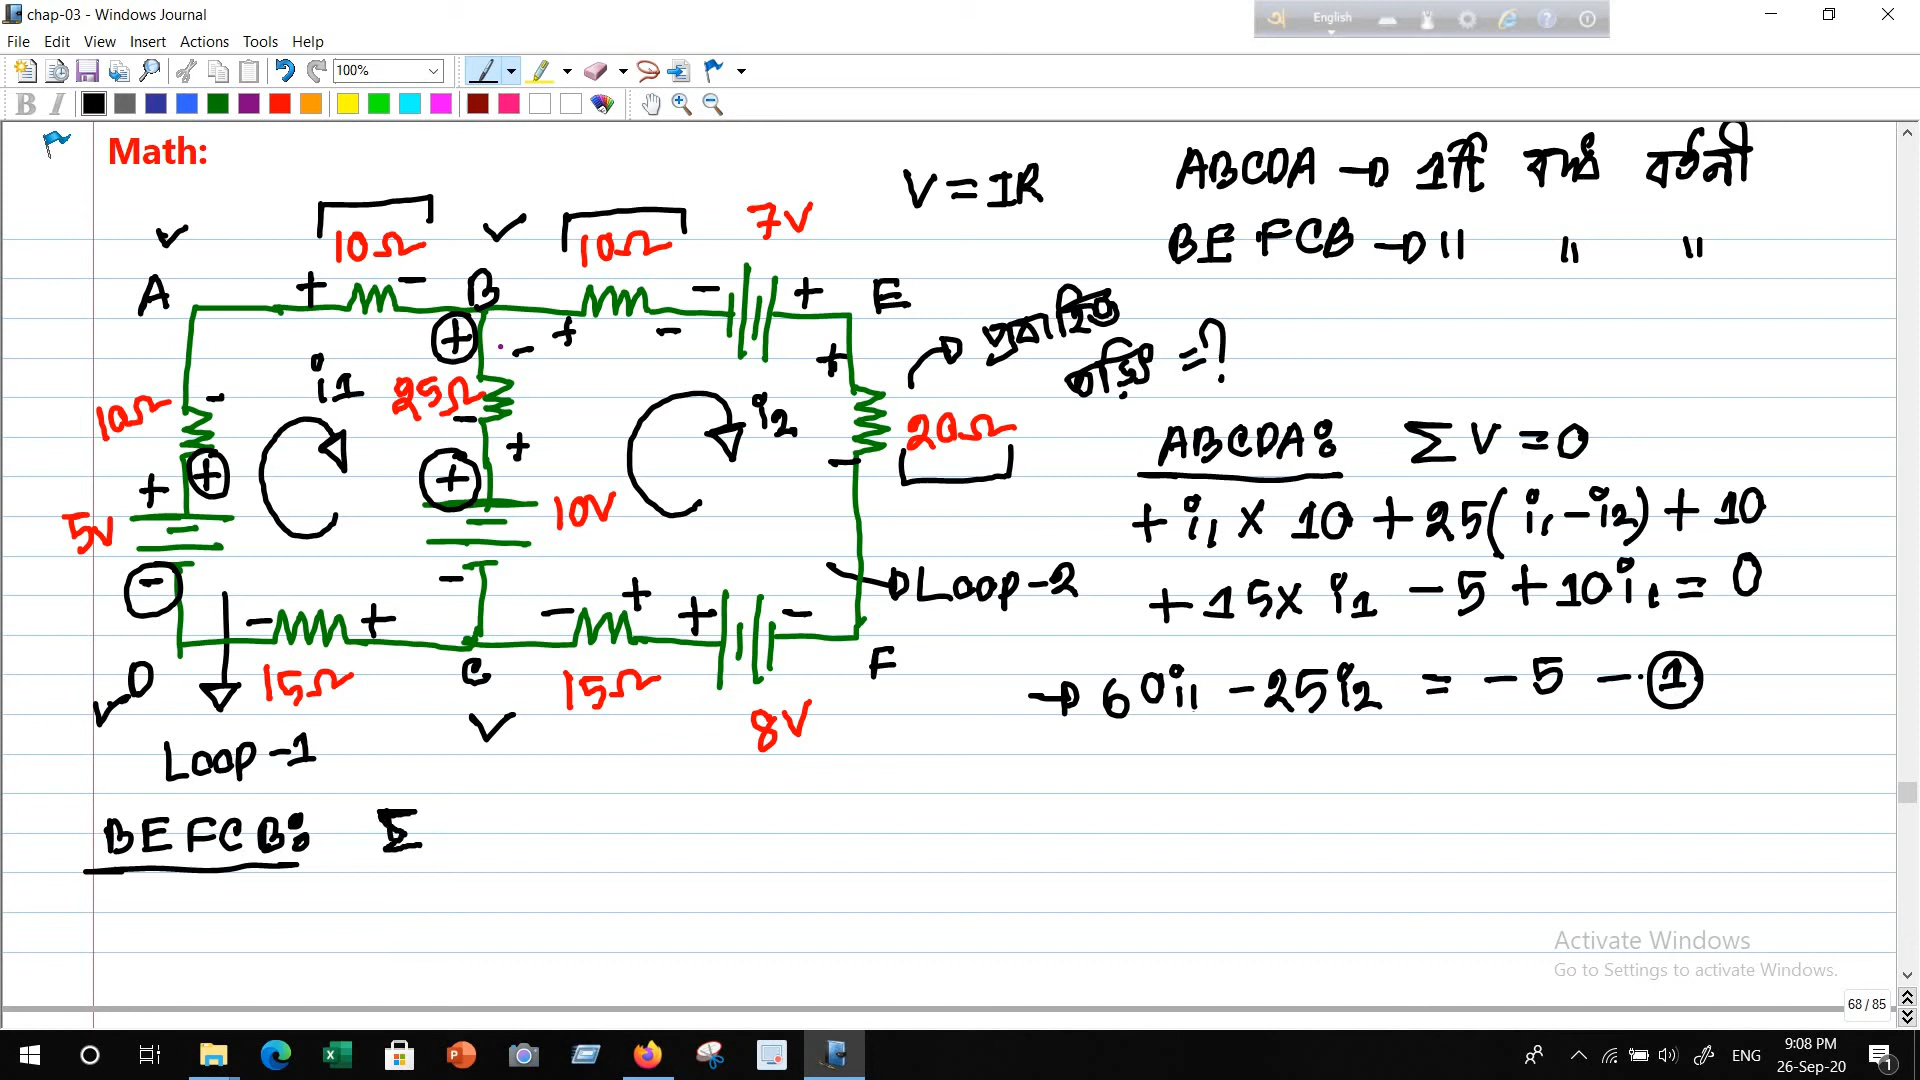 chap-03 - Windows Journal
English
File Edit View Insert Actions Tools Help
100%
B I
Math:
V = IR
ABCDA → 1টি বদ্ধ বর্তনী
BEFCB → " " "
10Ω 10Ω 7V
A + - B - + E
+ + - - +
প্রবাহিত
তড়িৎ = ?
i1 25Ω i2
10Ω - - 20Ω
+ + + + -
5V 10V
ABCDA: Σ V = 0
+ i1 × 10 + 25(i1 - i2) + 10
+ 15 × i1 - 5 + 10i1 = 0
→ 60i1 - 25i2 = -5 - ①
- - - + + - Loop-2
- +
D 15Ω C 15Ω F
8V
Loop-1
BEFCB: Σ
Activate Windows
Go to Settings to activate Windows.
68 / 85
ENG
9:08 PM
26-Sep-20
1